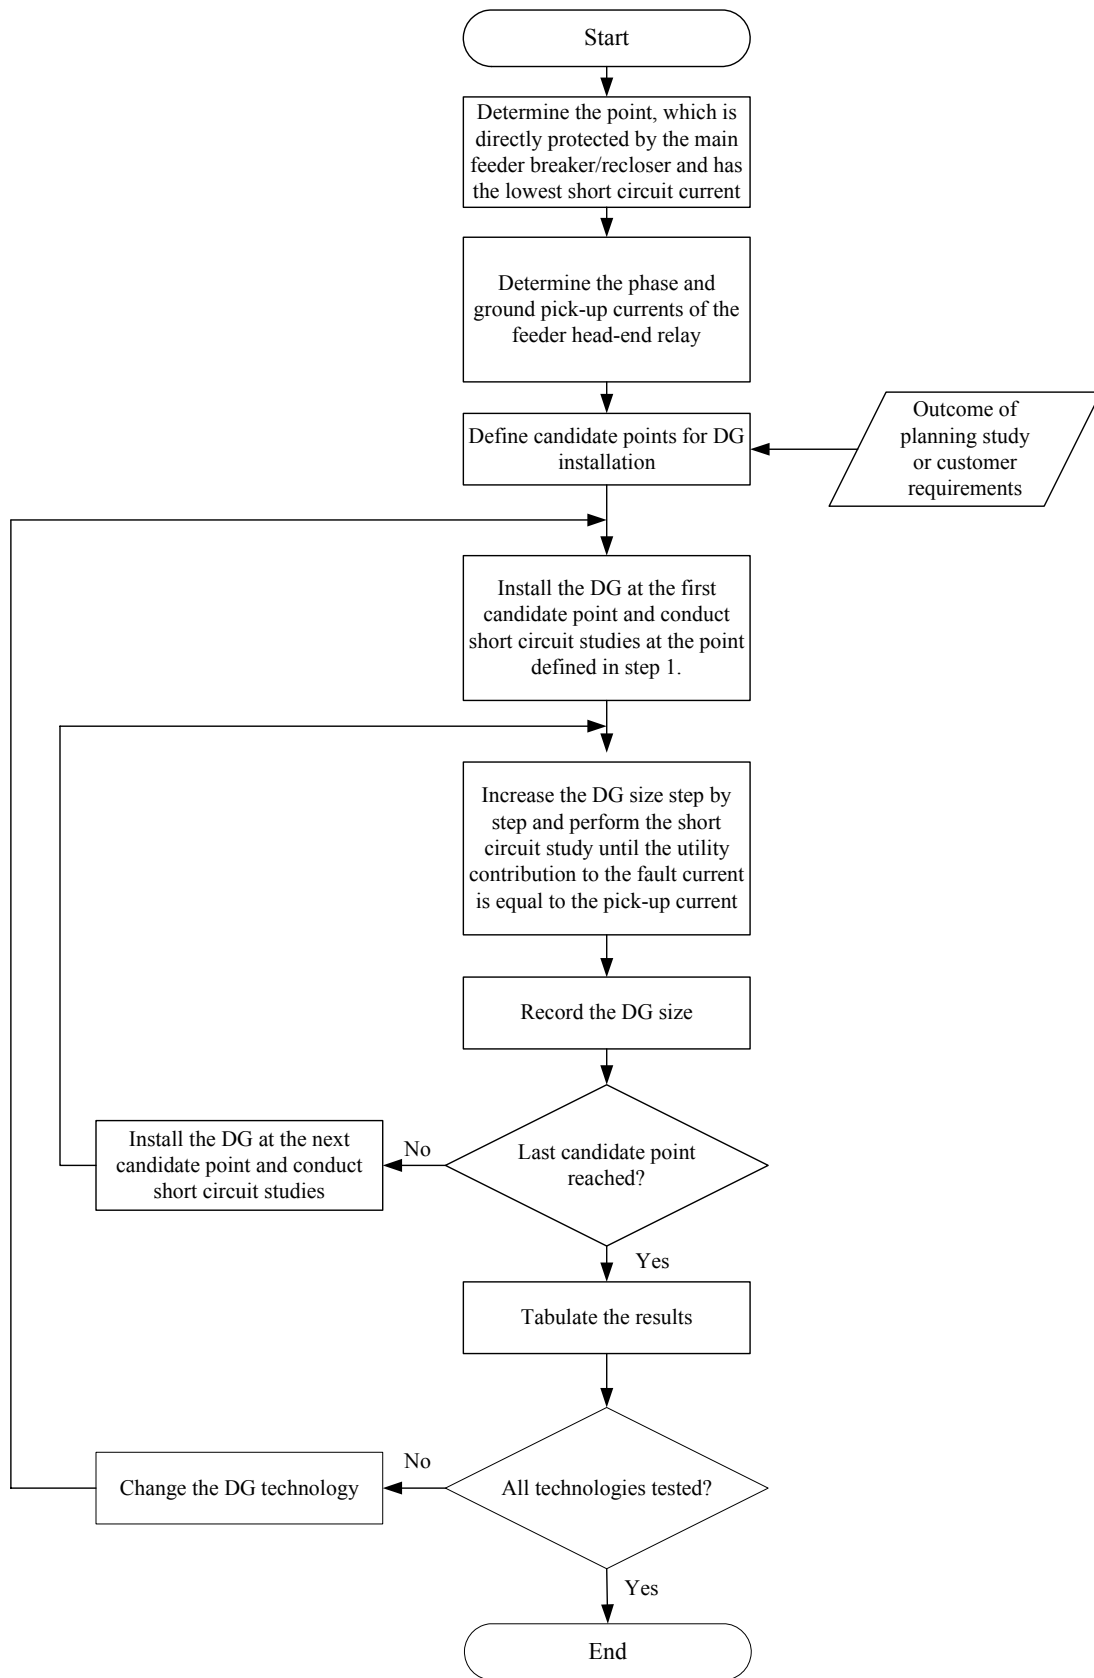 Start
Determine the point, which is
directly protected by the main
feeder breaker/recloser and has
the lowest short circuit current
Determine the phase and
ground pick-up currents of the
feeder head-end relay
Define candidate points for DG
installation
Outcome of
planning study
or customer
requirements
Install the DG at the first
candidate point and conduct
short circuit studies at the point
defined in step 1.
Increase the DG size step by
step and perform the short
circuit study until the utility
contribution to the fault current
is equal to the pick-up current
Record the DG size
Last candidate point
reached?
No
Install the DG at the next
candidate point and conduct
short circuit studies
Yes
Tabulate the results
All technologies tested?
No
Change the DG technology
Yes
End